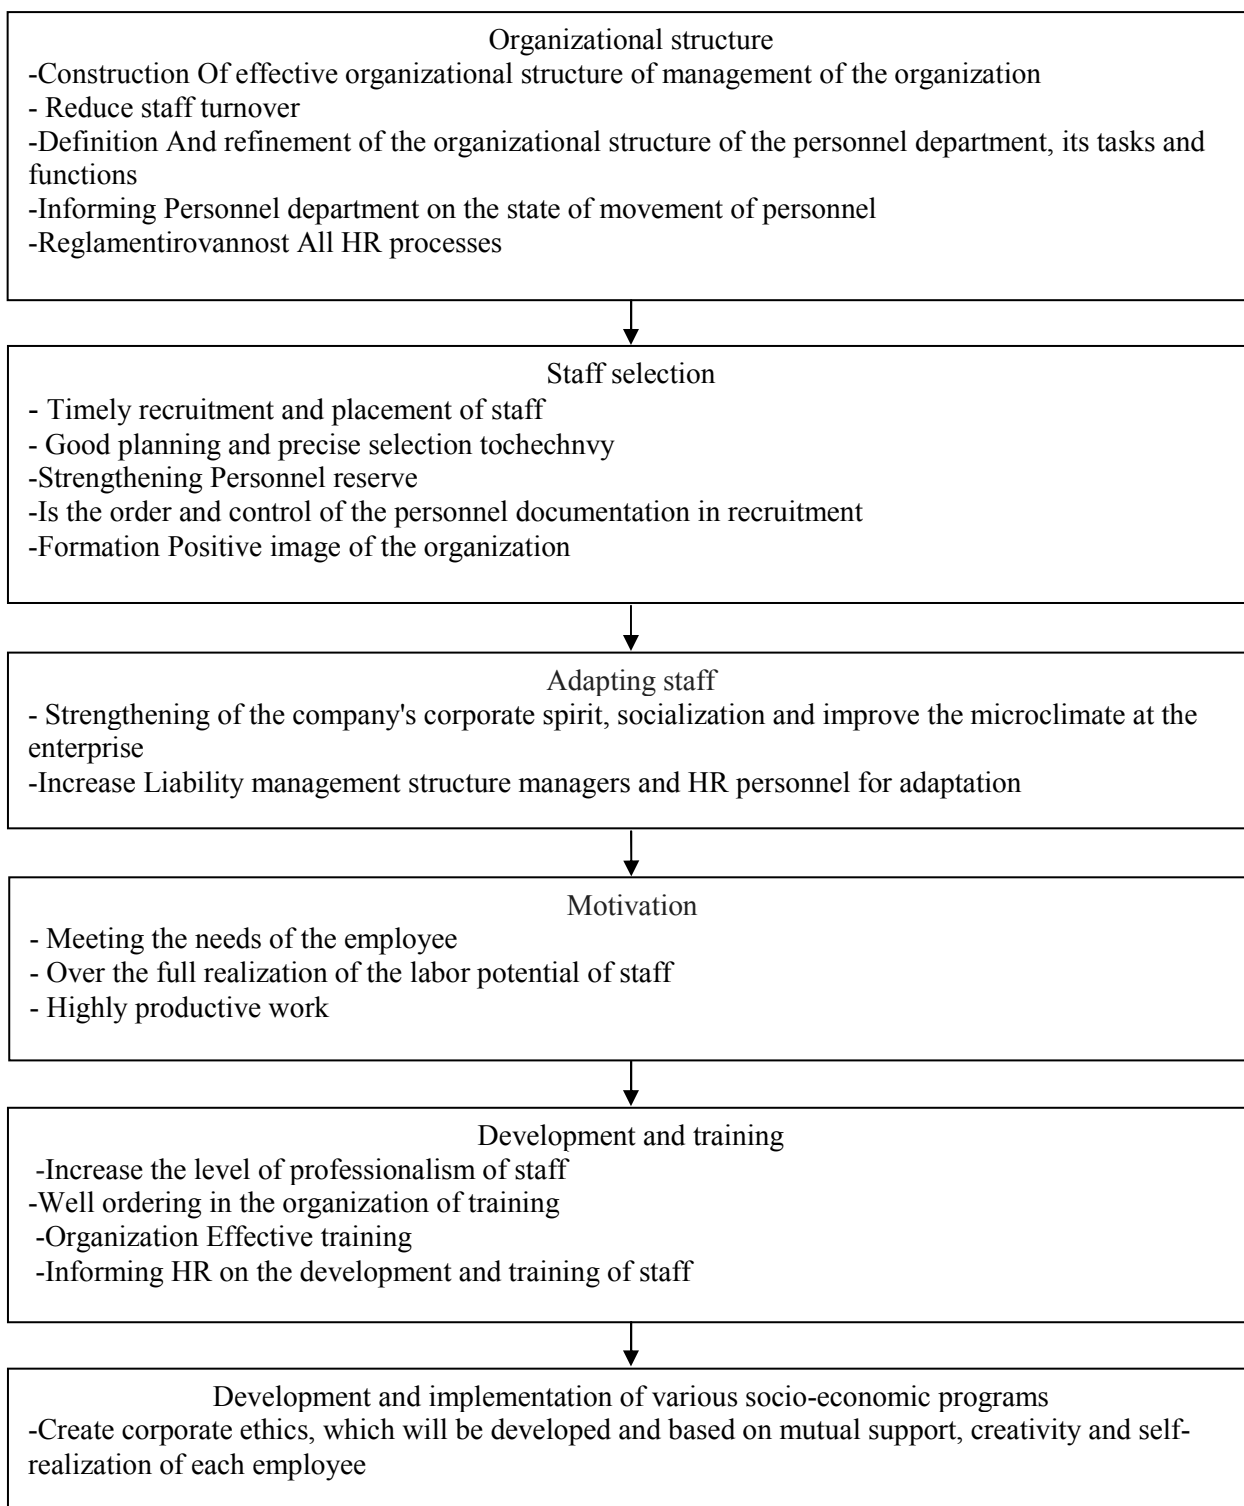 Organizational structure
-Construction Of effective organizational structure of management of the organization
- Reduce staff turnover
-Definition And refinement of the organizational structure of the personnel department, its tasks and
functions
-Informing Personnel department on the state of movement of personnel
-Reglamentirovannost All HR processes
Staff selection
- Timely recruitment and placement of staff
- Good planning and precise selection tochechnvy
-Strengthening Personnel reserve
-Is the order and control of the personnel documentation in recruitment
-Formation Positive image of the organization
Adapting staff
- Strengthening of the company's corporate spirit, socialization and improve the microclimate at the
enterprise
-Increase Liability management structure managers and HR personnel for adaptation
Motivation
- Meeting the needs of the employee
- Over the full realization of the labor potential of staff
- Highly productive work
Development and training
-Increase the level of professionalism of staff
-Well ordering in the organization of training
-Organization Effective training
-Informing HR on the development and training of staff
Development and implementation of various socio-economic programs
-Create corporate ethics, which will be developed and based on mutual support, creativity and self-
realization of each employee